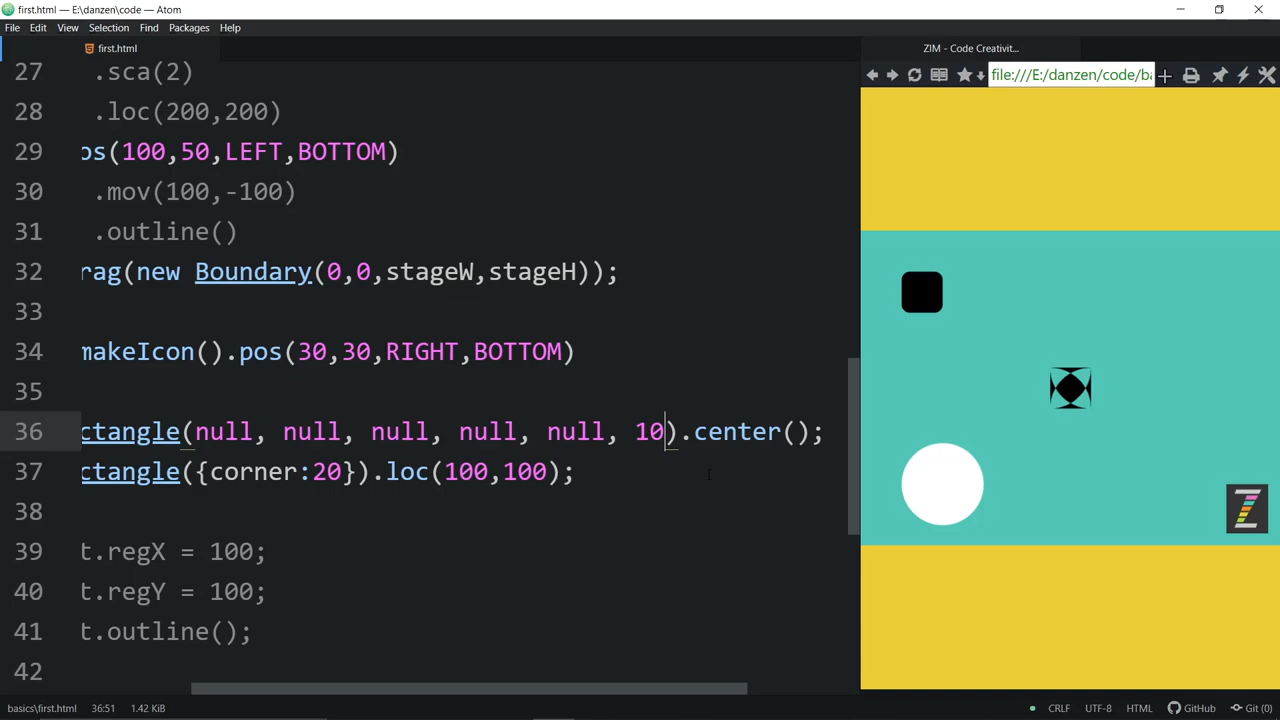 first.html — E:\danzen\code — Atom
File Edit View Selection Find Packages Help
first.html
ZIM - Code Creativit...
file:///E:/danzen/code/ba
27 .sca(2)
28 .loc(200,200)
29 os(100,50,LEFT,BOTTOM)
30 .mov(100,-100)
31 .outline()
32 rag(new Boundary(0,0,stageW,stageH));
33
34 makeIcon().pos(30,30,RIGHT,BOTTOM)
35
36 ctangle(null, null, null, null, null, 10).center();
37 ctangle({corner:20}).loc(100,100);
38
39 t.regX = 100;
40 t.regY = 100;
41 t.outline();
42
Z
basics\first.html 36:51 1.42 KiB CRLF UTF-8 HTML GitHub Git (0)